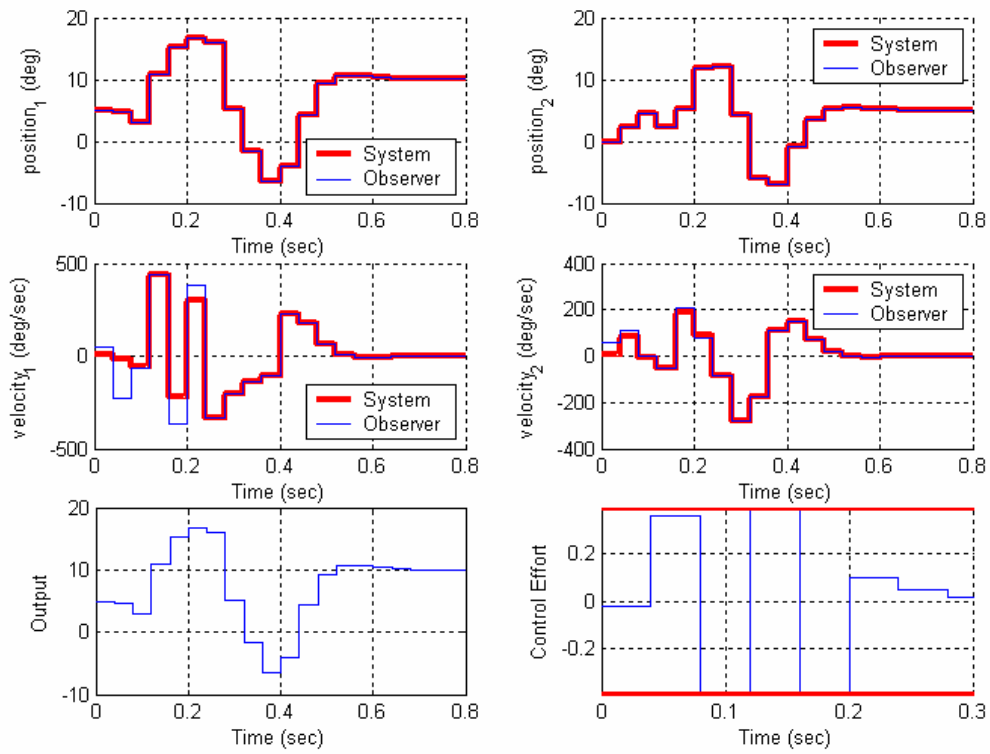 20
10
0
-10
position1 (deg)
System
Observer
0
0.2
0.4
0.6
0.8
Time (sec)
20
10
0
-10
position2 (deg)
System
Observer
0
0.2
0.4
0.6
0.8
Time (sec)
500
0
-500
velocity1 (deg/sec)
System
Observer
0
0.2
0.4
0.6
0.8
Time (sec)
400
200
0
-200
-400
velocity2 (deg/sec)
System
Observer
0
0.2
0.4
0.6
0.8
Time (sec)
20
10
0
-10
Output
0
0.2
0.4
0.6
0.8
Time (sec)
0.2
0
-0.2
Control Effort
0
0.1
0.2
0.3
Time (sec)